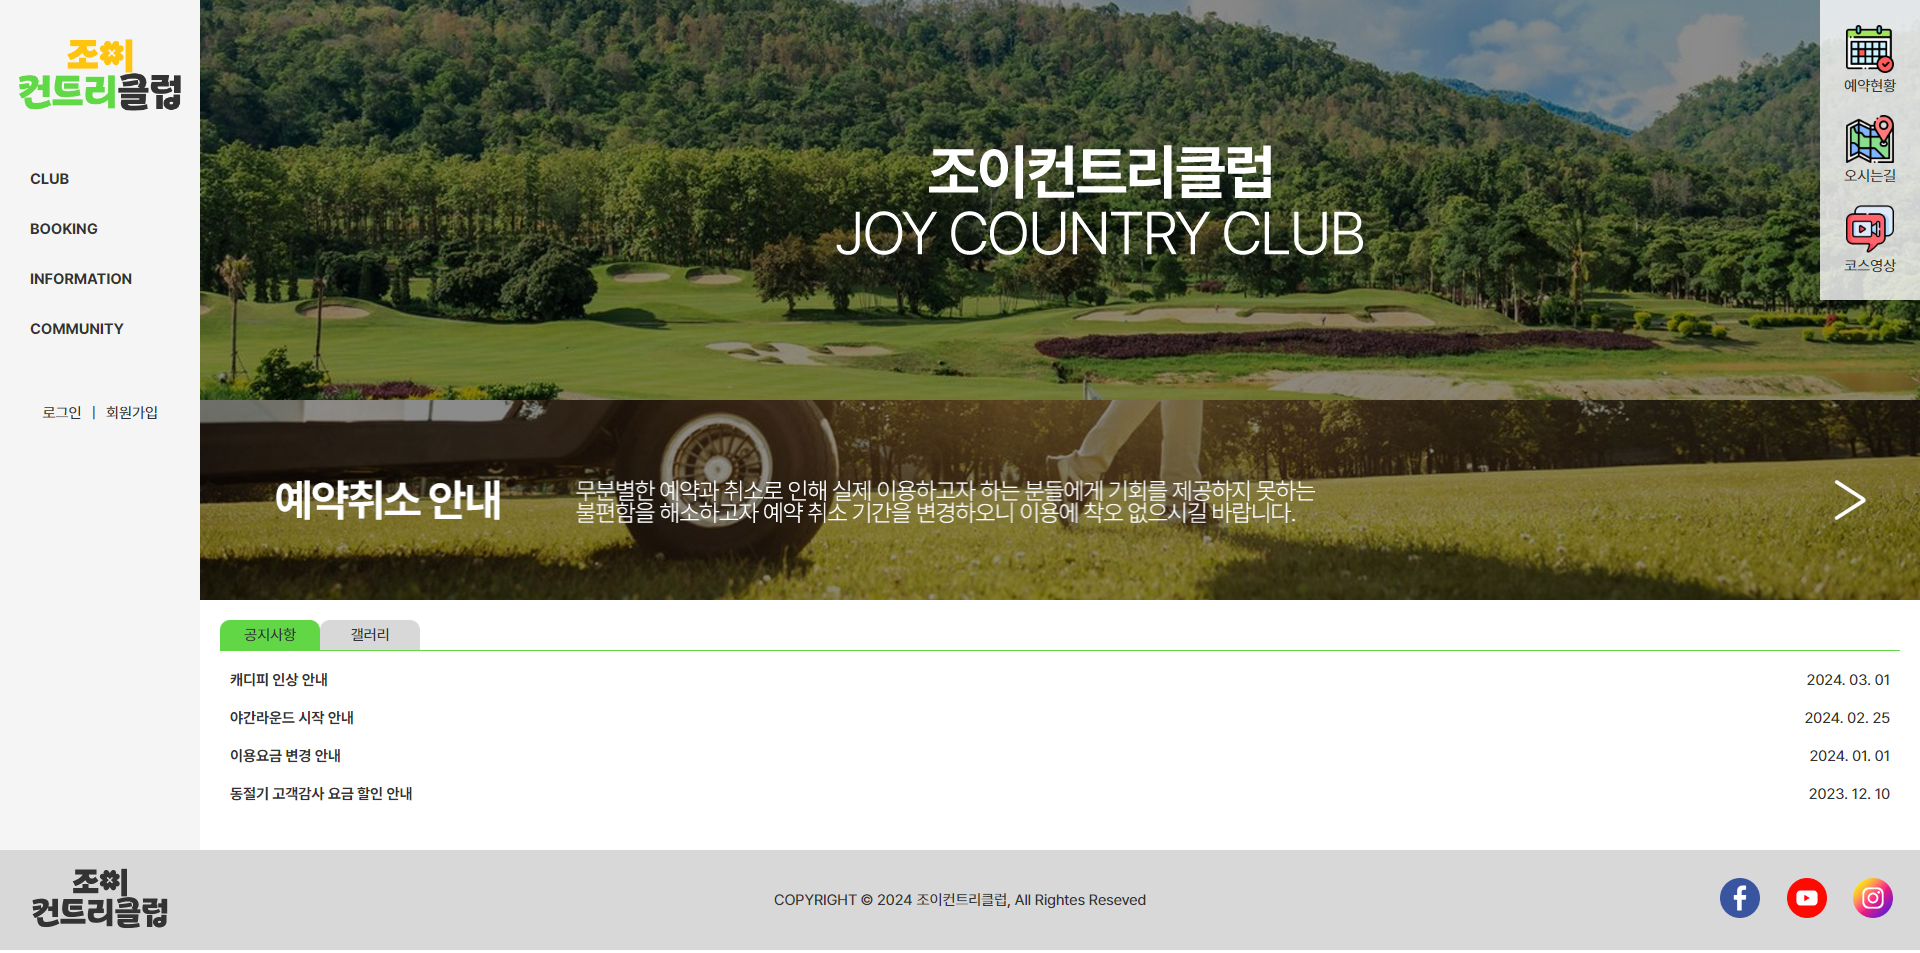 조이
컨트리클럽
CLUB
BOOKING
INFORMATION
COMMUNITY
로그인 | 회원가입
조이컨트리클럽
JOY COUNTRY CLUB
예약현황
오시는길
코스영상
예약취소 안내
무분별한 예약과 취소로 인해 실제 이용하고자 하는 분들에게 기회를 제공하지 못하는
불편함을 해소하고자 예약 취소 기간을 변경하오니 이용에 착오 없으시길 바랍니다.
공지사항 갤러리
캐디피 인상 안내 2024. 03. 01
야간라운드 시작 안내 2024. 02. 25
이용요금 변경 안내 2024. 01. 01
동절기 고객감사 요금 할인 안내 2023. 12. 10
조이
컨트리클럽
COPYRIGHT © 2024 조이컨트리클럽, All Rightes Reseved